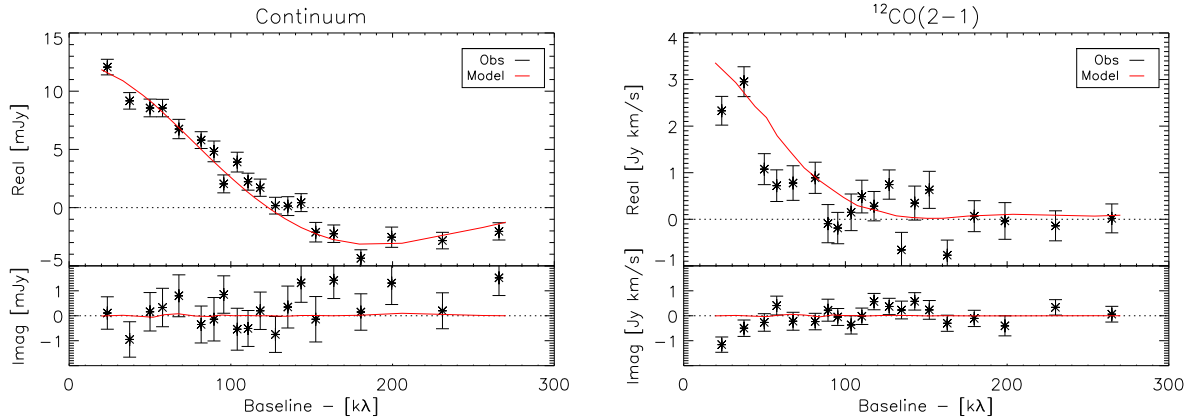 Continuum
15
10
5
0
−5
Real [mJy]
Obs
Model
1
0
−1
Imag [mJy]
0 100 200 300
Baseline − [kλ]
¹²CO(2−1)
4
3
2
1
0
−1
Real [Jy km/s]
Obs
Model
1
0
−1
Imag [Jy km/s]
0 100 200 300
Baseline − [kλ]